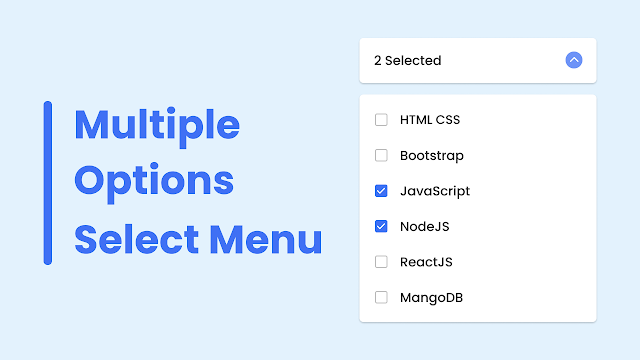 Multiple
Options
Select Menu
2 Selected
HTML CSS
Bootstrap
JavaScript
NodeJS
ReactJS
MangoDB